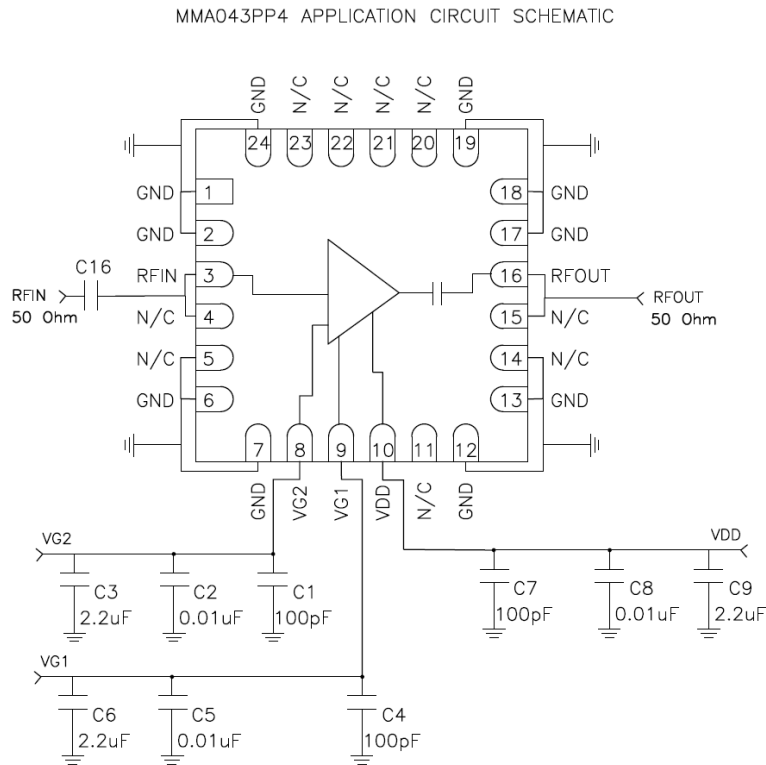 MMA043PP4 APPLICATION CIRCUIT SCHEMATIC
GND N/C N/C N/C N/C GND
24 23 22 21 20 19
GND 1 18 GND
GND 2 17 GND
C16
RFIN 3 16 RFOUT
RFIN RFOUT
50 Ohm 50 Ohm
N/C 4 15 N/C
N/C 5 14 N/C
GND 6 13 GND
7 8 9 10 11 12
GND VG2 VG1 VDD N/C GND
VG2 VDD
C3 C2 C1 C7 C8 C9
2.2uF 0.01uF 100pF 100pF 0.01uF 2.2uF
VG1
C6 C5 C4
2.2uF 0.01uF 100pF